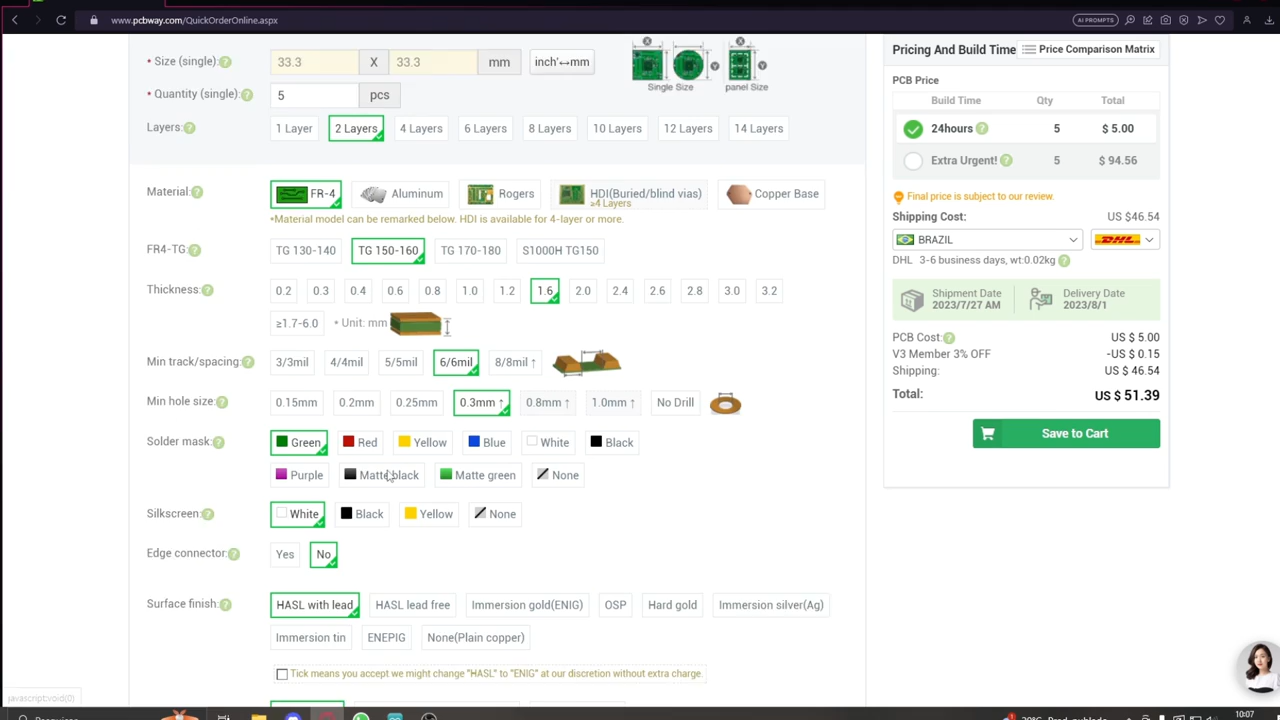 www.pcbway.com/QuickOrderOnline.aspx
AI PROMPTS
* Size (single): 33.3 X 33.3 mm inch'↔mm
Single Size panel Size
* Quantity (single): 5 pcs
Layers: 1 Layer 2 Layers 4 Layers 6 Layers 8 Layers 10 Layers 12 Layers 14 Layers
Material: FR-4 Aluminum Rogers HDI(Buried/blind vias) Copper Base
≥4 Layers
*Material model can be remarked below. HDI is available for 4-layer or more.
FR4-TG: TG 130-140 TG 150-160 TG 170-180 S1000H TG150
Thickness: 0.2 0.3 0.4 0.6 0.8 1.0 1.2 1.6 2.0 2.4 2.6 2.8 3.0 3.2
≥1.7-6.0 * Unit: mm
Min track/spacing: 3/3mil 4/4mil 5/5mil 6/6mil 8/8mil ↑
Min hole size: 0.15mm 0.2mm 0.25mm 0.3mm ↑ 0.8mm ↑ 1.0mm ↑ No Drill
Solder mask: Green Red Yellow Blue White Black
Purple Matte black Matte green None
Silkscreen: White Black Yellow None
Edge connector: Yes No
Surface finish: HASL with lead HASL lead free Immersion gold(ENIG) OSP Hard gold Immersion silver(Ag)
Immersion tin ENEPIG None(Plain copper)
Tick means you accept we might change "HASL" to "ENIG" at our discretion without extra charge.
Pricing And Build Time Price Comparison Matrix
PCB Price
Build Time Qty Total
24hours 5 $ 5.00
Extra Urgent! 5 $ 94.56
Final price is subject to our review.
Shipping Cost: US $46.54
BRAZIL DHL
DHL 3-6 business days, wt:0.02kg
Shipment Date Delivery Date
2023/7/27 AM 2023/8/1
PCB Cost: US $ 5.00
V3 Member 3% OFF -US $ 0.15
Shipping: US $ 46.54
Total: US $ 51.39
Save to Cart
javascript:void(0)
10:07